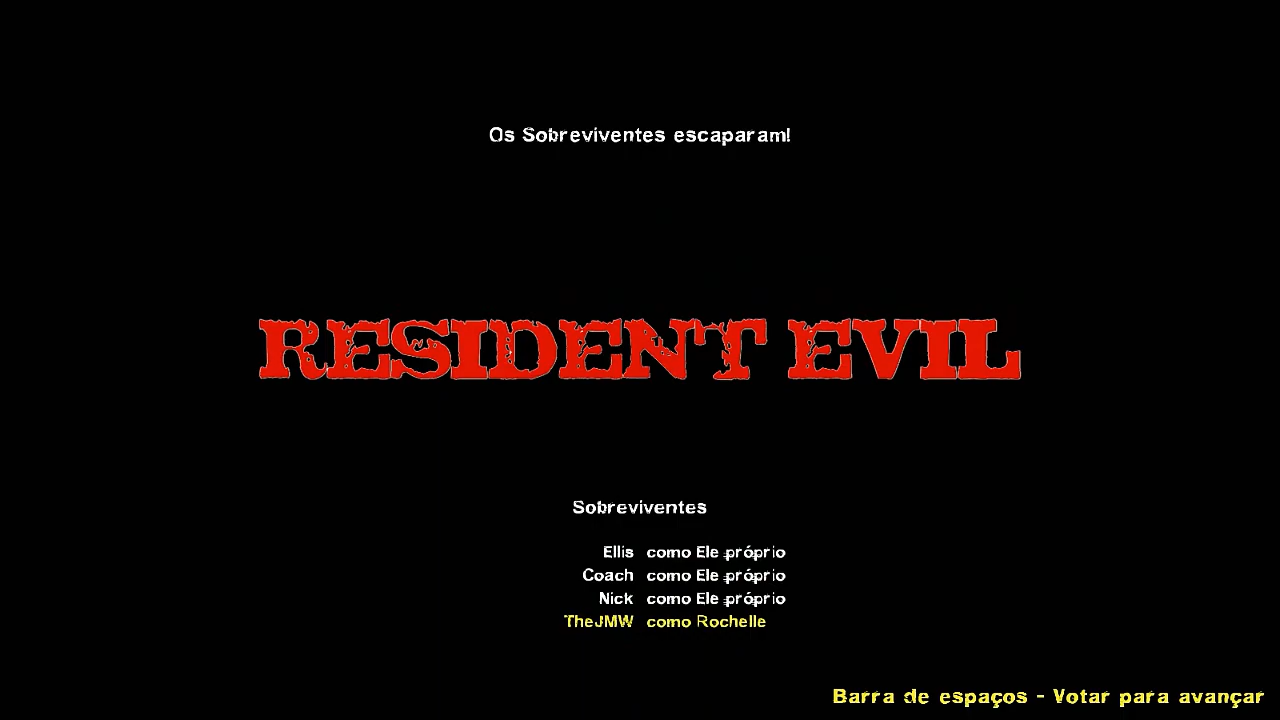 Os Sobreviventes escaparam!
RESIDENT EVIL
Sobreviventes
Ellis como Ele próprio
Coach como Ele próprio
Nick como Ele próprio
TheJMW como Rochelle
Barra de espaços - Votar para avançar